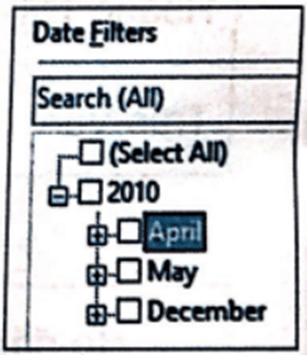 Date Filters
Search (All)
(Select All)
2010
April
May
December